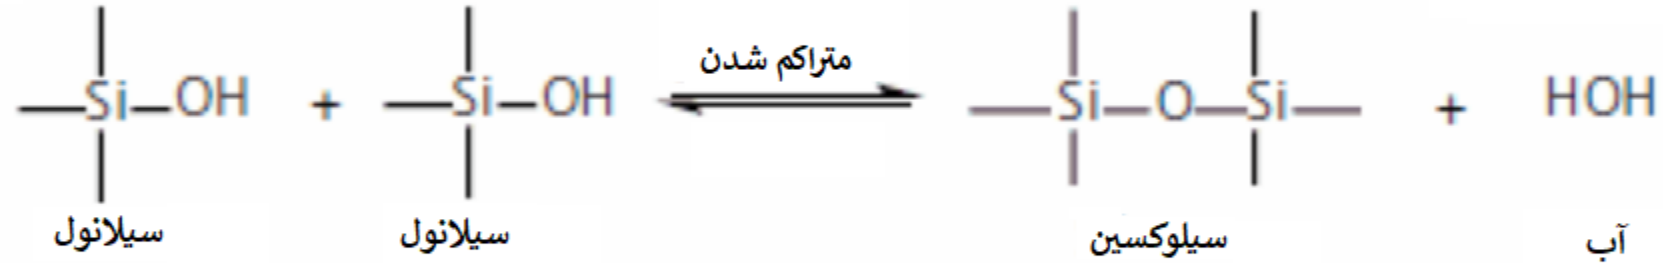 متراکم شدن
Si—OH + Si—OH ⇌ Si—O—Si + HOH
سیلانول سیلانول سیلوکسین آب